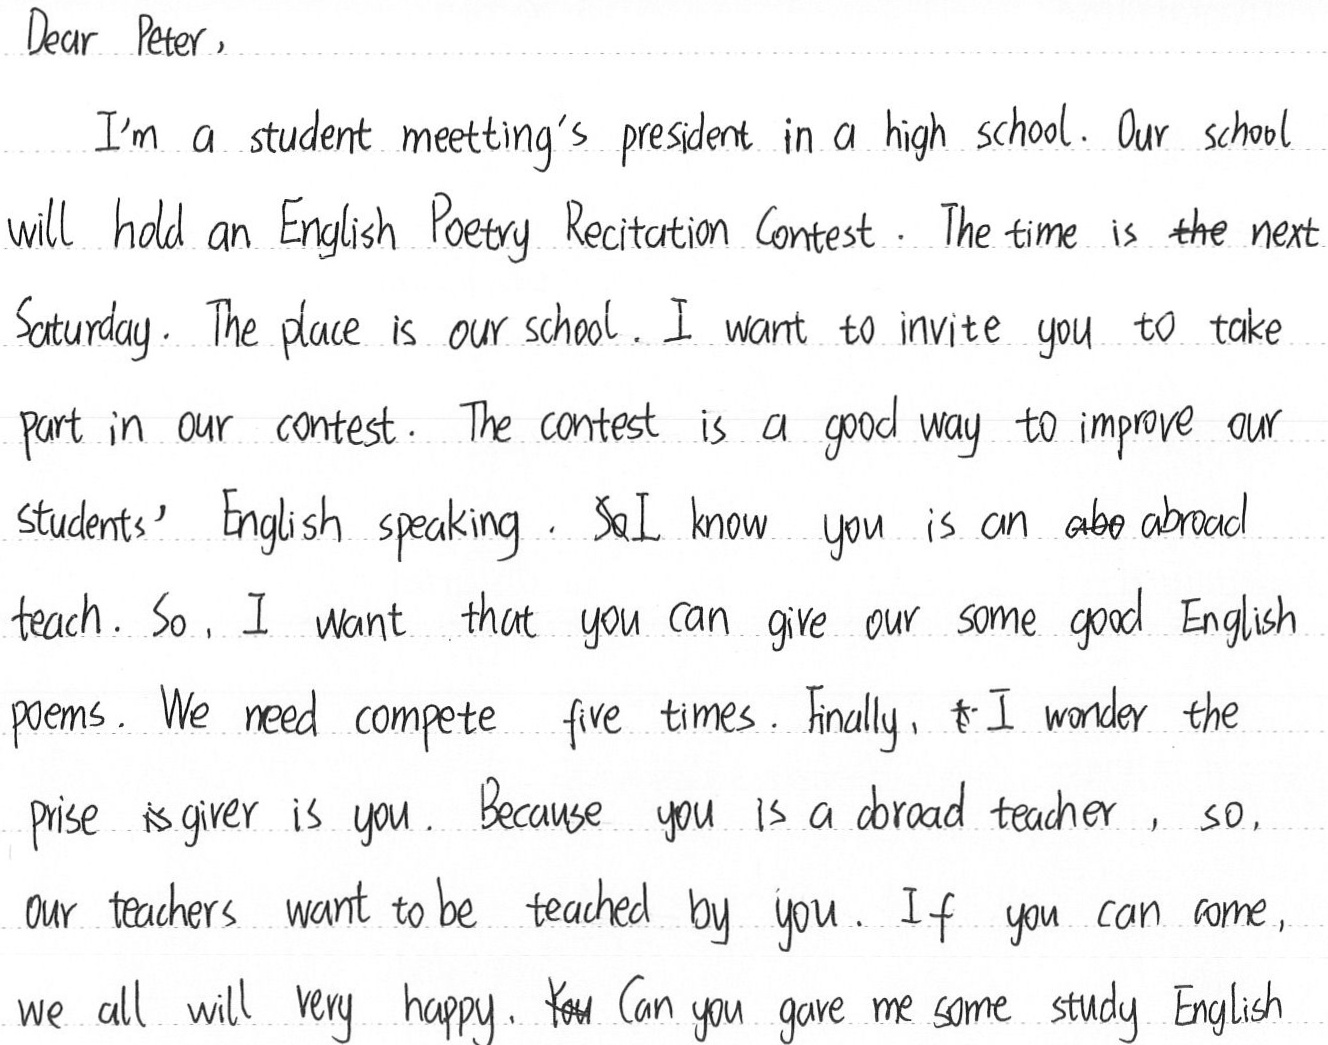 Dear Peter,
I'm a student meetting's president in a high school. Our school
will hold an English Poetry Recitation Contest. The time is the next
Saturday. The place is our school. I want to invite you to take
part in our contest. The contest is a good way to improve our
students' English speaking. So I know you is an abo abroad
teach. So, I want that you can give our some good English
poems. We need compete five times. Finally, t I wonder the
prise is giver is you. Because you is a abroad teacher, so,
our teachers want to be teached by you. If you can come,
we all will very happy. You Can you gave me some study English